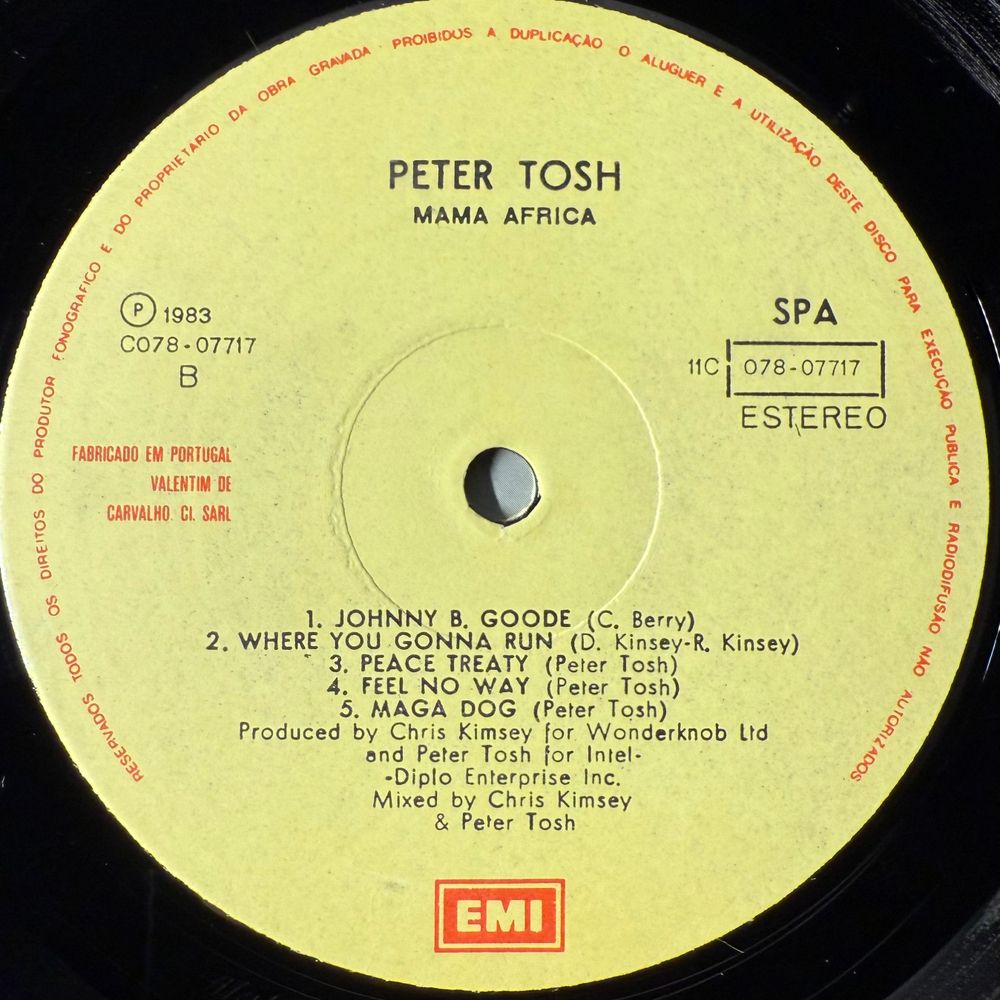 RESERVADOS TODOS OS DIREITOS DO PRODUTOR FONOGRAFICO E DO PROPRIETARIO DA OBRA GRAVADA · PROIBIDUS A DUPLICAÇÃO O ALUGUER E A UTILIZAÇÃO DESTE DISCO PARA EXECUÇÃO PUBLICA E RADIODIFUSÃO NÃO AUTORIZADOS
PETER TOSH
MAMA AFRICA
P 1983
C078-07717
B
SPA
11C 078-07717
ESTEREO
FABRICADO EM PORTUGAL
VALENTIM DE
CARVALHO CI. SARL
1. JOHNNY B. GOODE (C. Berry)
2. WHERE YOU GONNA RUN (D. Kinsey-R. Kinsey)
3. PEACE TREATY (Peter Tosh)
4. FEEL NO WAY (Peter Tosh)
5. MAGA DOG (Peter Tosh)
Produced by Chris Kimsey for Wonderknob Ltd
and Peter Tosh for Intel-
-Diplo Enterprise Inc.
Mixed by Chris Kimsey
& Peter Tosh
EMI